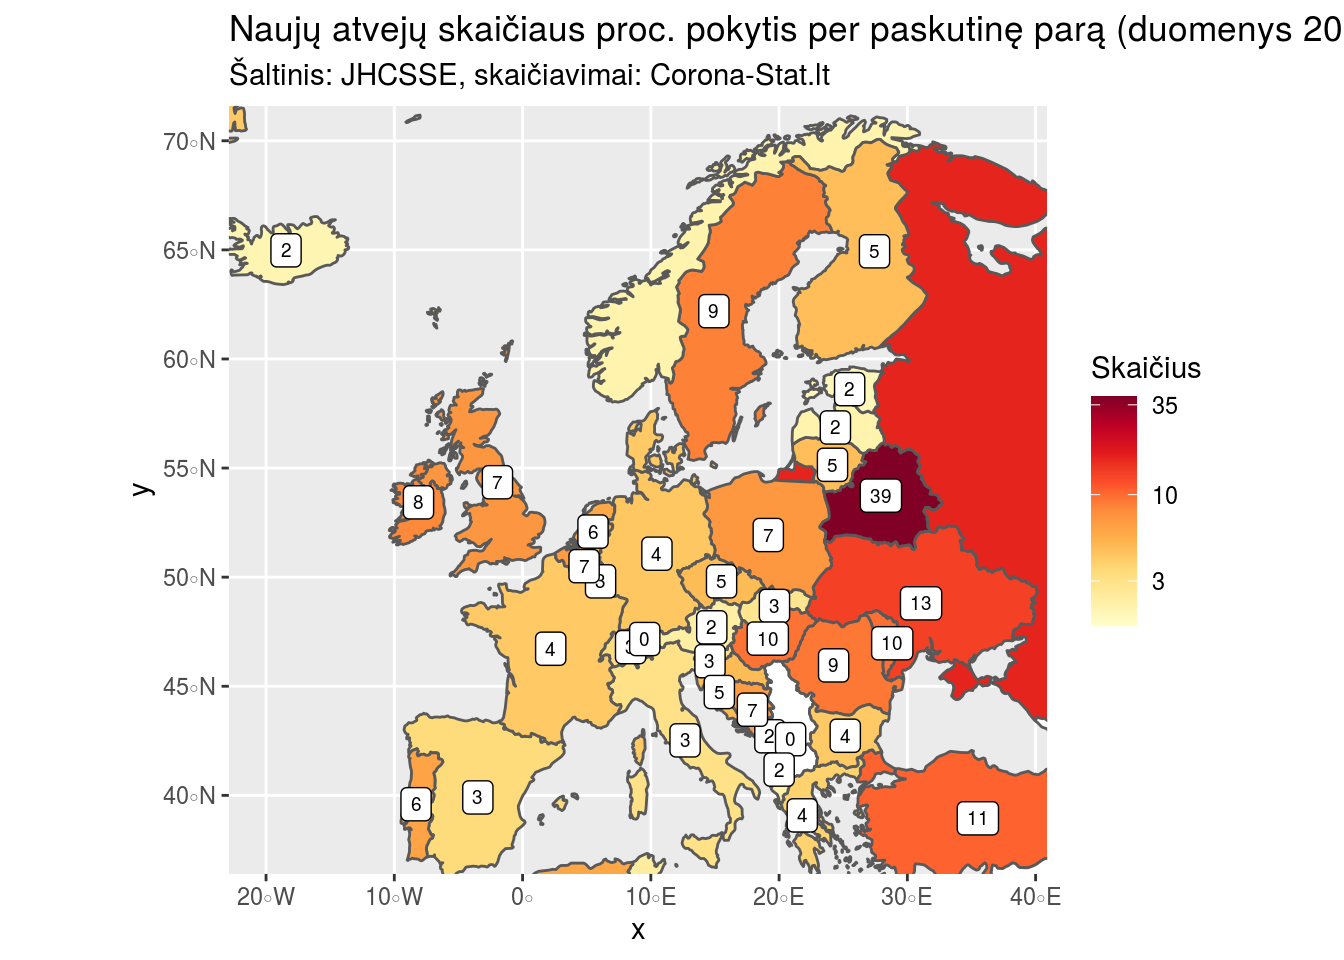 Naujų atvejų skaičiaus proc. pokytis per paskutinę parą (duomenys 20
Šaltinis: JHCSSE, skaičiavimai: Corona-Stat.lt
70°N
65°N
60°N
55°N
50°N
45°N
40°N
y
2
5
9
2
2
5
39
7
8
6
7
4
7
3
5
3
13
2
0
10
10
4
3
9
5
7
2
0
4
3
2
6
3
4
11
20°W
10°W
0°
10°E
20°E
30°E
40°E
x
Skaičius
35
10
3